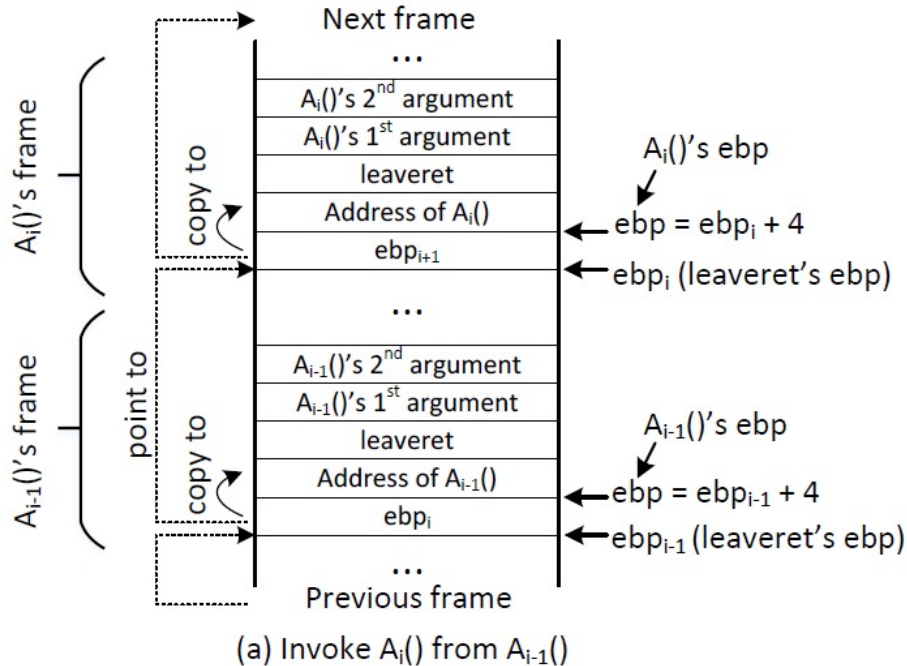 Next frame
...
Aᵢ()'s 2ⁿᵈ argument
Aᵢ()'s 1ˢᵗ argument
leaveret
Address of Aᵢ()
ebpᵢ₊₁
...
Aᵢ₋₁()'s 2ⁿᵈ argument
Aᵢ₋₁()'s 1ˢᵗ argument
leaveret
Address of Aᵢ₋₁()
ebpᵢ
...
Previous frame
Aᵢ()'s frame
Aᵢ₋₁()'s frame
copy to
point to
copy to
Aᵢ()'s ebp
ebp = ebpᵢ + 4
ebpᵢ (leaveret's ebp)
Aᵢ₋₁()'s ebp
ebp = ebpᵢ₋₁ + 4
ebpᵢ₋₁ (leaveret's ebp)
(a) Invoke Aᵢ() from Aᵢ₋₁()